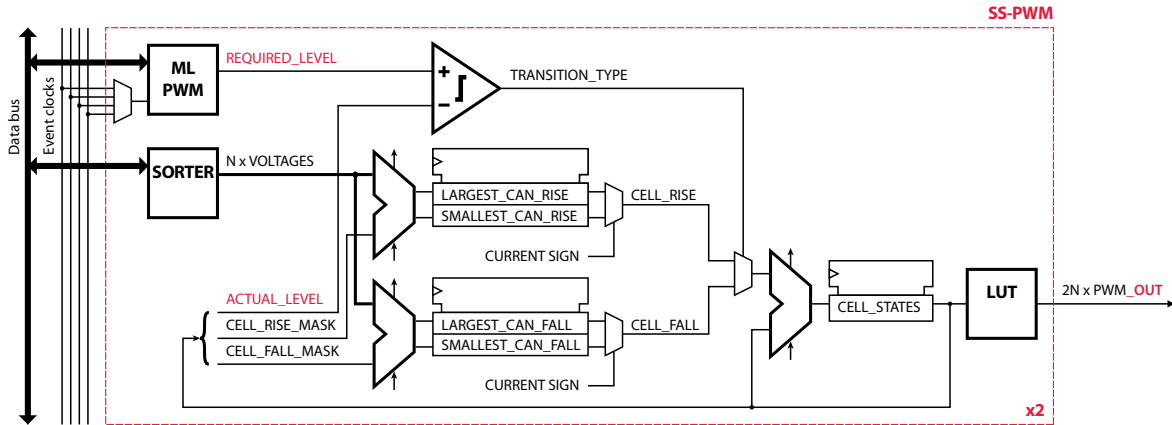 SS-PWM
Data bus
Event clocks
ML
PWM
REQUIRED_LEVEL
+
−
TRANSITION_TYPE
SORTER
N x VOLTAGES
LARGEST_CAN_RISE
SMALLEST_CAN_RISE
CELL_RISE
CURRENT SIGN
ACTUAL_LEVEL
CELL_RISE_MASK
CELL_FALL_MASK
LARGEST_CAN_FALL
SMALLEST_CAN_FALL
CELL_FALL
CURRENT SIGN
CELL_STATES
LUT
2N x PWM_OUT
x2